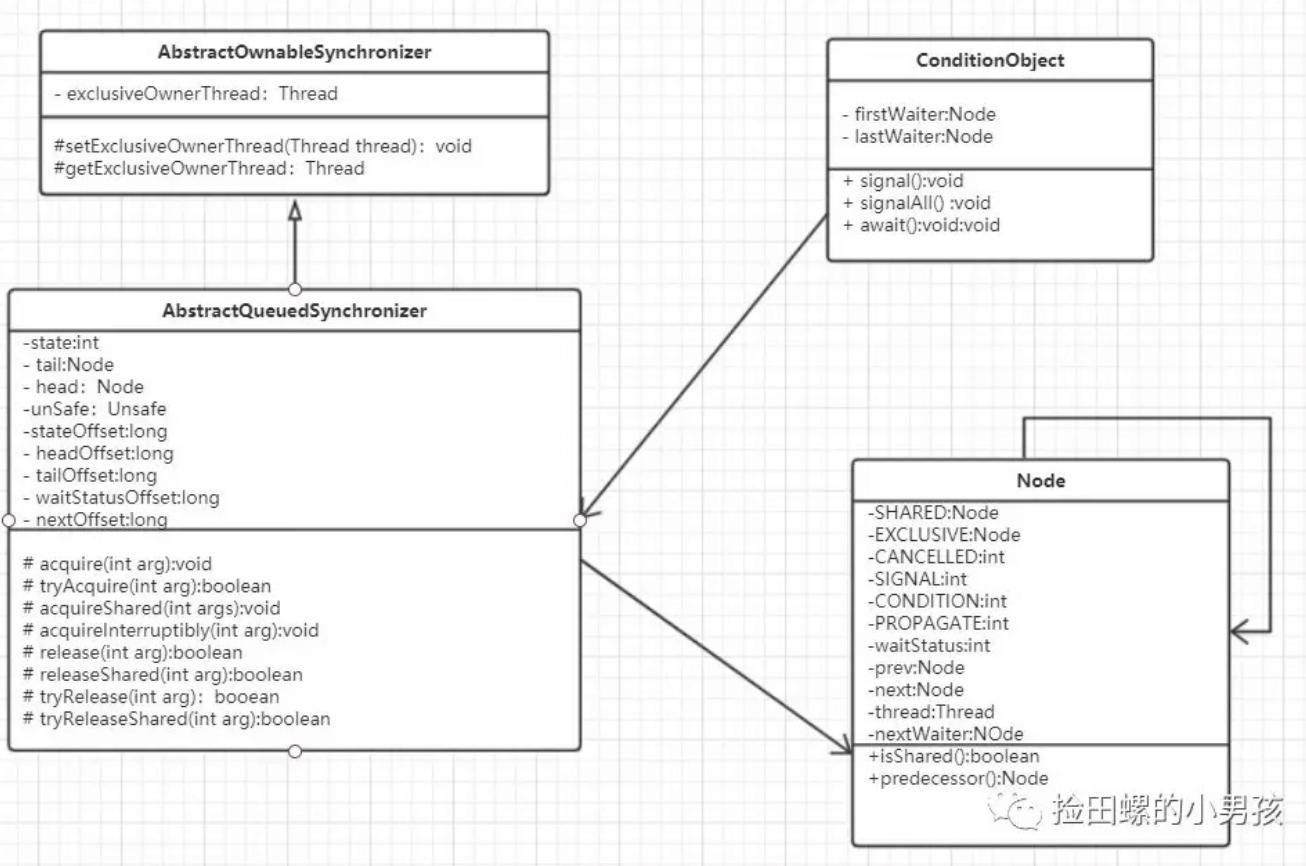 AbstractOwnableSynchronizer
- exclusiveOwnerThread：Thread
#setExclusiveOwnerThread(Thread thread)：void
#getExclusiveOwnerThread：Thread
ConditionObject
- firstWaiter:Node
- lastWaiter:Node
+ signal():void
+ signalAll() :void
+ await():void:void
AbstractQueuedSynchronizer
-state:int
- tail:Node
- head：Node
-unSafe：Unsafe
-stateOffset:long
- headOffset:long
- tailOffset:long
- waitStatusOffset:long
- nextOffset:long
# acquire(int arg):void
# tryAcquire(int arg):boolean
# acquireShared(int args):void
# acquireInterruptibly(int arg):void
# release(int arg):boolean
# releaseShared(int arg):boolean
# tryRelease(int arg)：booean
# tryReleaseShared(int arg):boolean
Node
-SHARED:Node
-EXCLUSIVE:Node
-CANCELLED:int
-SIGNAL:int
-CONDITION:int
-PROPAGATE:int
-waitStatus:int
-prev:Node
-next:Node
-thread:Thread
-nextWaiter:NOde
+isShared():boolean
+predecessor():Node
捡田螺的小男孩